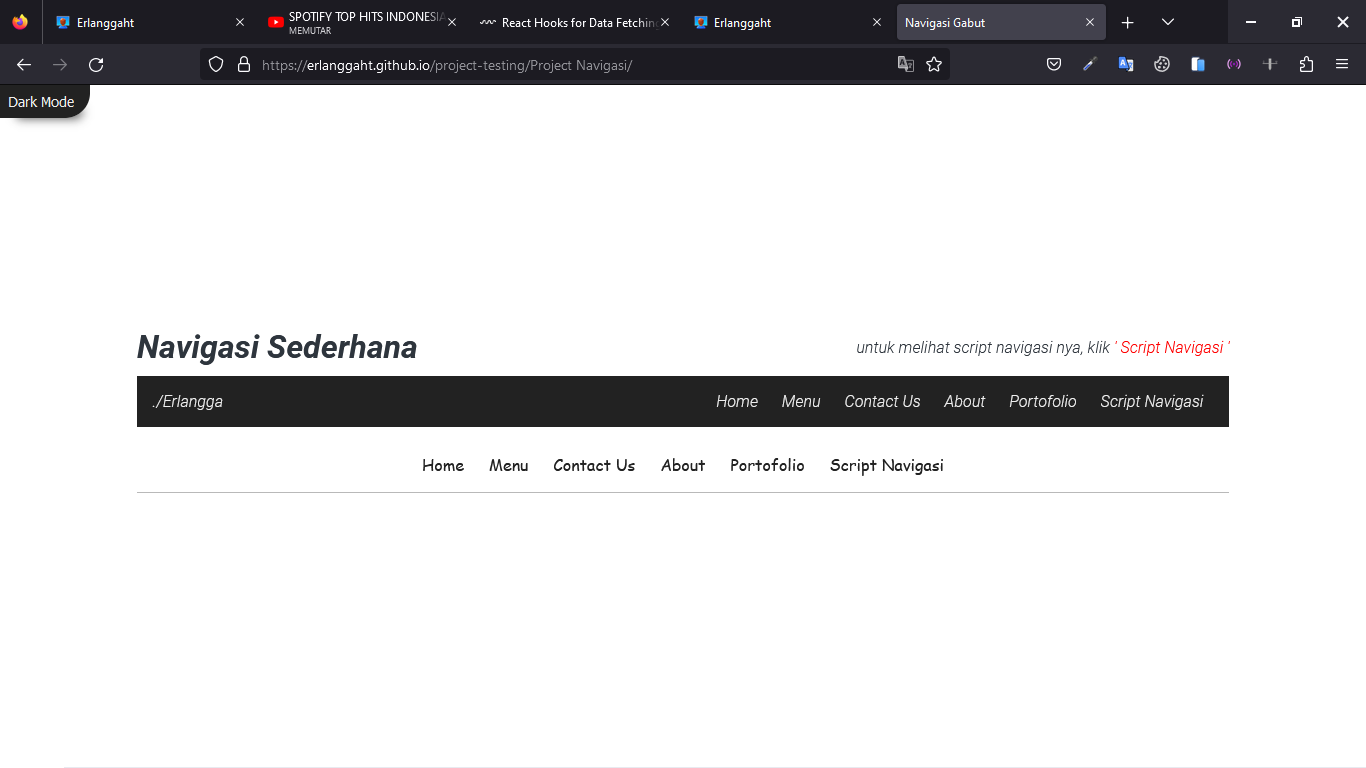 Erlanggaht
SPOTIFY TOP HITS INDONESIA
MEMUTAR
React Hooks for Data Fetching
Erlanggaht
Navigasi Gabut
https://erlanggaht.github.io/project-testing/Project Navigasi/
Dark Mode
Navigasi Sederhana
untuk melihat script navigasi nya, klik ' Script Navigasi '
./Erlangga
Home Menu Contact Us About Portofolio Script Navigasi
Home Menu Contact Us About Portofolio Script Navigasi